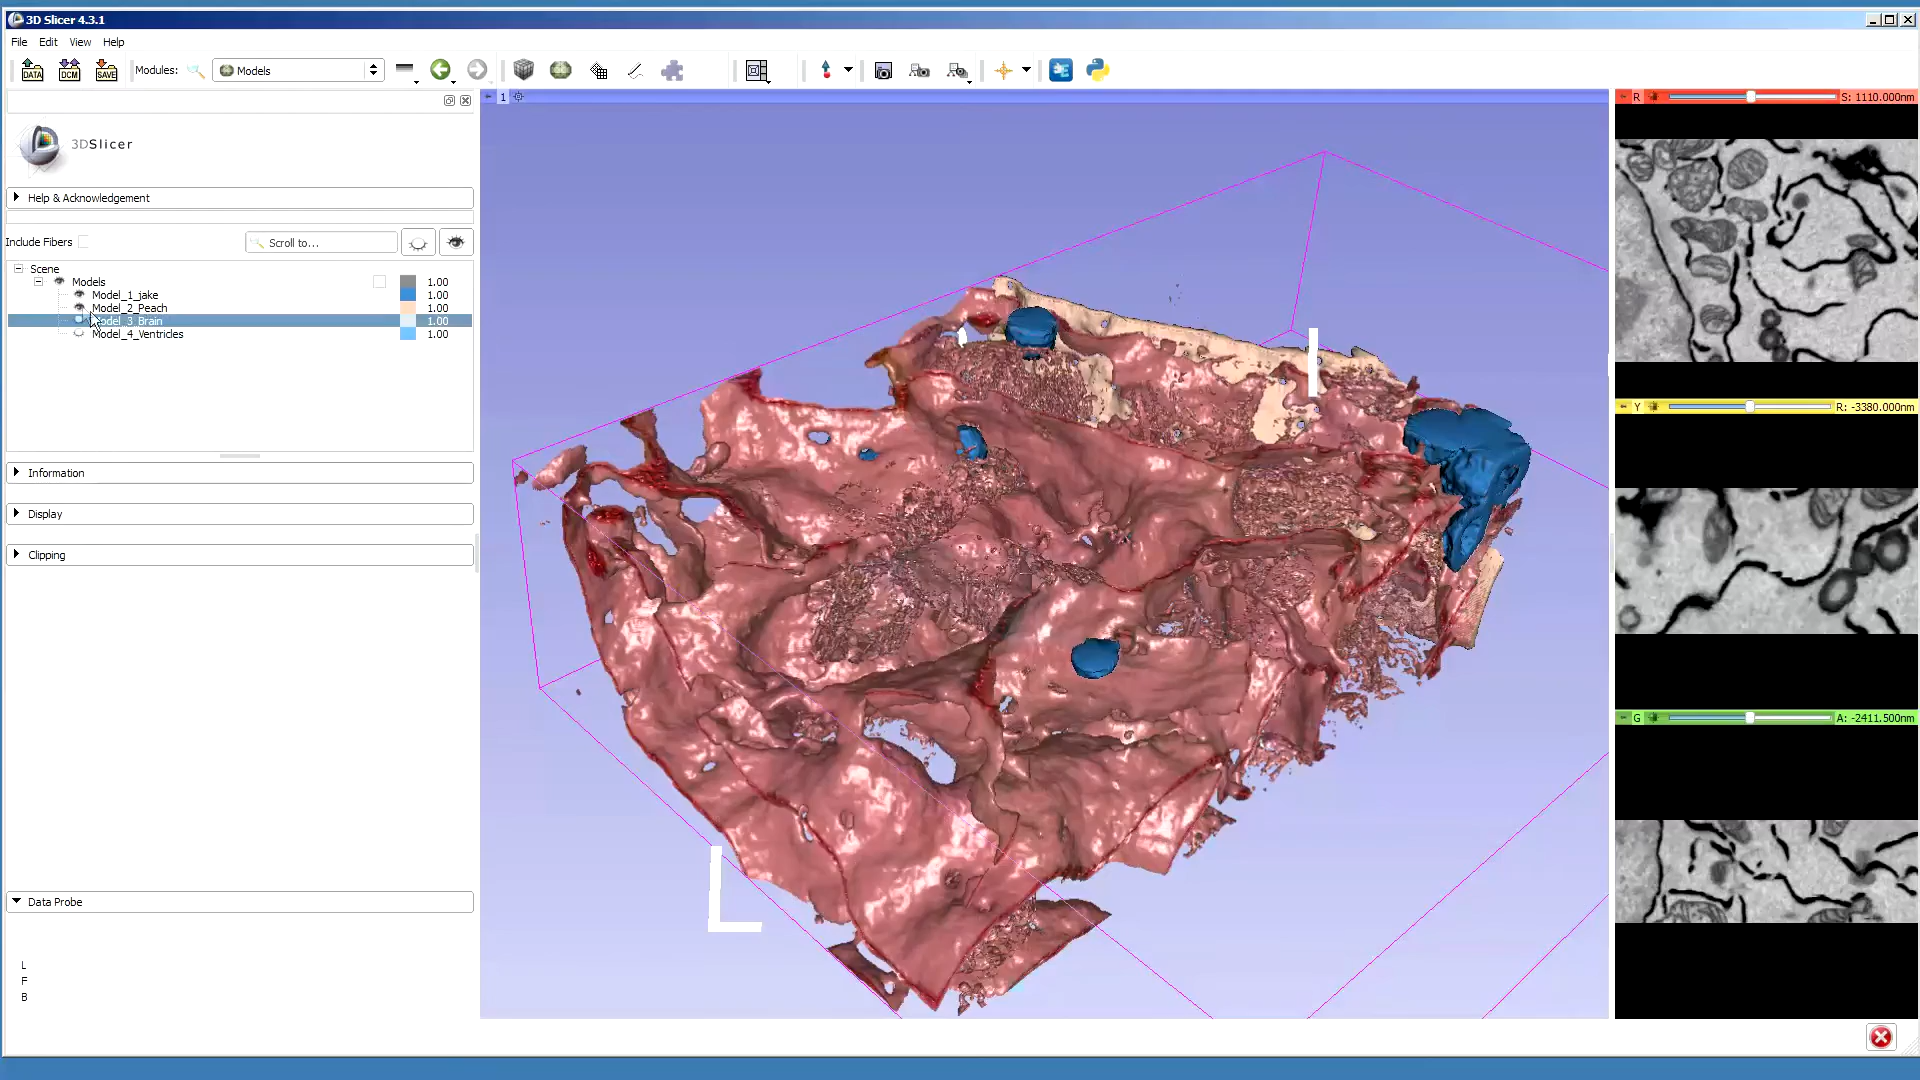 3D Slicer 4.3.1
File Edit View Help
DATA DCM SAVE Modules: Models
1
R S: 1110.000nm
3DSlicer
Help & Acknowledgement
Include Fibers Scroll to...
Scene
Models 1.00
Model_1_jake 1.00
Model_2_Peach 1.00
odel_3_Brain 1.00
Model_4_Ventricles 1.00
Y R: -3380.000nm
Information
Display
Clipping
G A: -2411.500nm
I
L
Data Probe
L
F
B